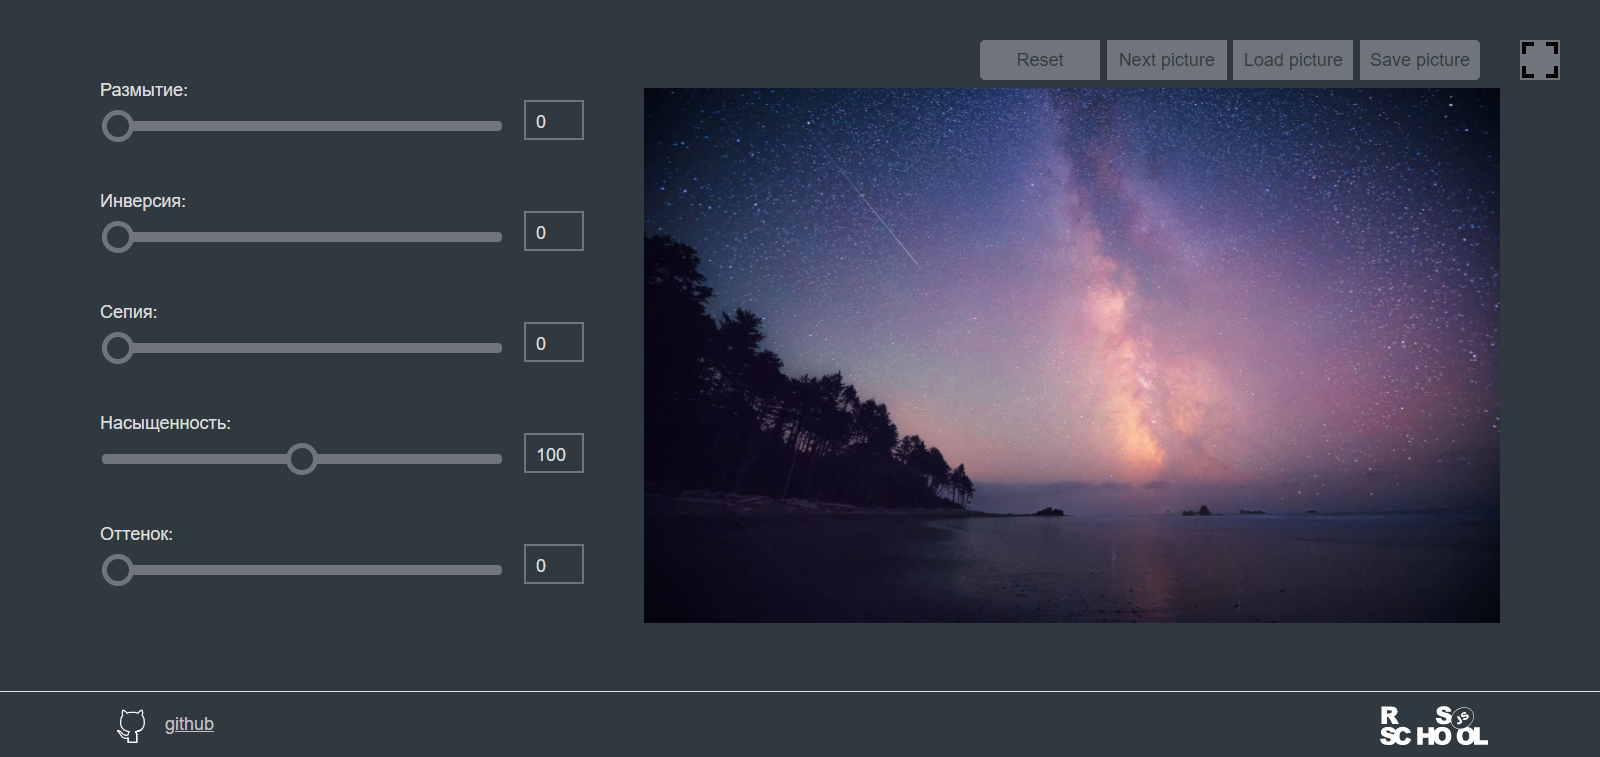 Reset
Next picture
Load picture
Save picture
Размытие:
0
Инверсия:
0
Сепия:
0
Насыщенность:
100
Оттенок:
0
github
R S JS
SCHOOL